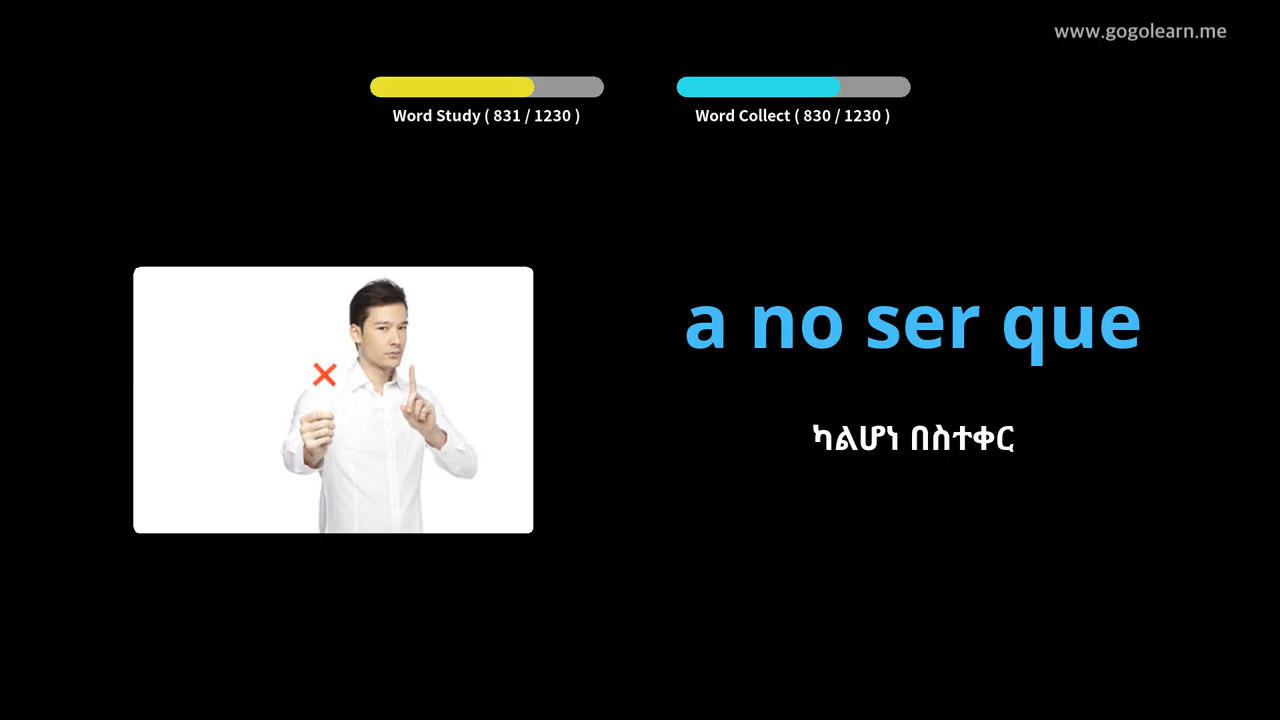 www.gogolearn.me
Word Study ( 831 / 1230 )
Word Collect ( 830 / 1230 )
a no ser que
ካልሆነ በስተቀር